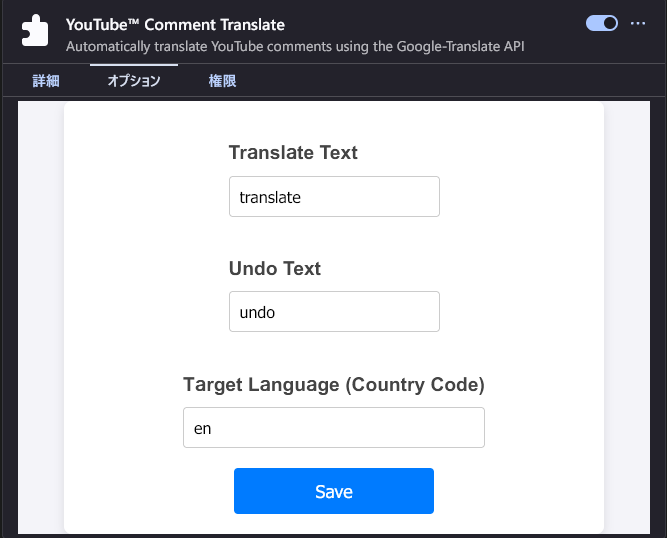 YouTube™ Comment Translate
Automatically translate YouTube comments using the Google-Translate API
詳細 オプション 権限
Translate Text
translate
Undo Text
undo
Target Language (Country Code)
en
Save